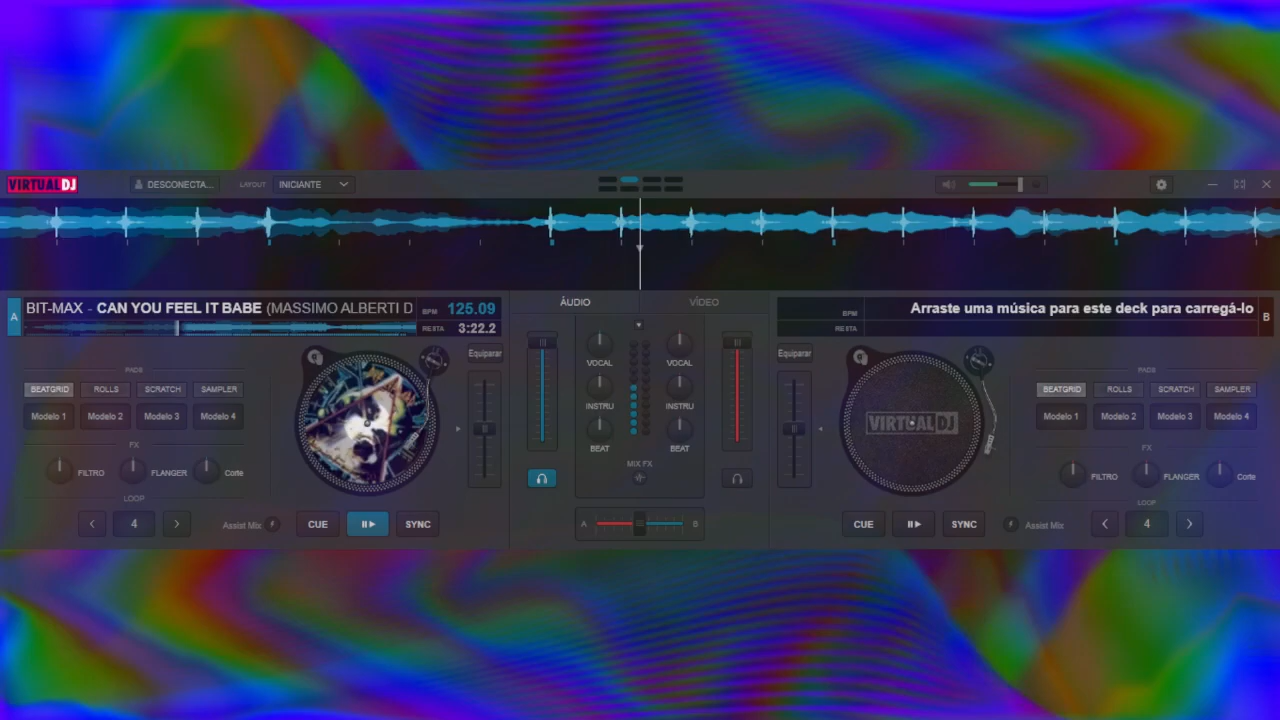 VIRTUALDJ
DESCONECTA...
LAYOUT
INICIANTE
A
BIT-MAX - CAN YOU FEEL IT BABE (MASSIMO ALBERTI D
BPM 125.09
RESTA 3:22.2
ÁUDIO
VÍDEO
BPM
RESTA
Arraste uma música para este deck para carregá-lo
B
PADS
BEATGRID ROLLS SCRATCH SAMPLER
Modelo 1 Modelo 2 Modelo 3 Modelo 4
FX
FILTRO FLANGER Corte
LOOP
4
Assist Mix
CUE
SYNC
Equiparar
VOCAL VOCAL
INSTRU INSTRU
BEAT BEAT
MIX FX
A B
Equiparar
VIRTUALDJ
CUE
SYNC
Assist Mix
PADS
BEATGRID ROLLS SCRATCH SAMPLER
Modelo 1 Modelo 2 Modelo 3 Modelo 4
FX
FILTRO FLANGER Corte
LOOP
4